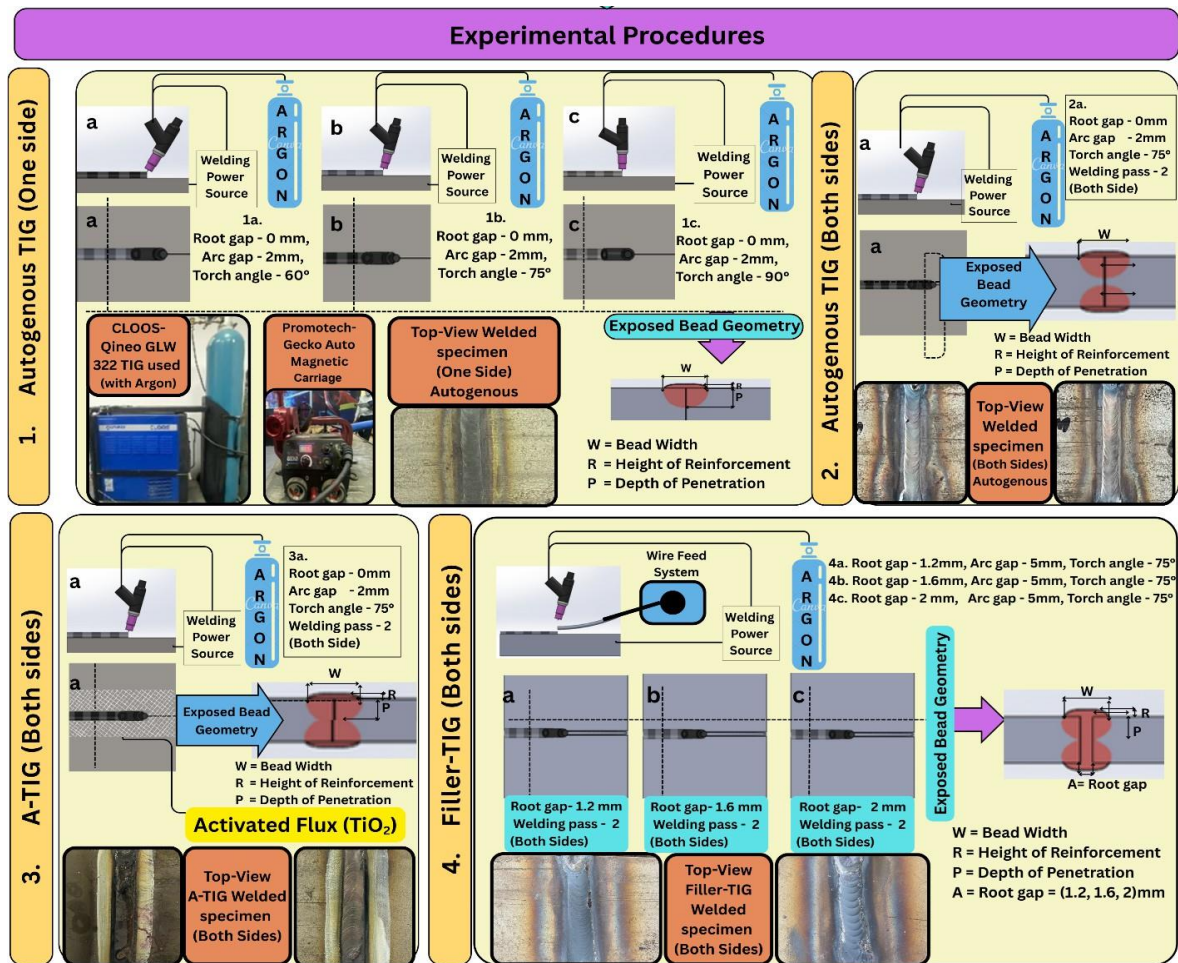 Experimental Procedures
1. Autogenous TIG (One side)
a
Welding
Power
Source
ARGON
Canva
a
1a.
Root gap - 0 mm,
Arc gap - 2mm,
Torch angle - 60°
b
Welding
Power
Source
ARGON
Canva
b
1b.
Root gap - 0 mm,
Arc gap - 2mm,
Torch angle - 75°
c
Welding
Power
Source
ARGON
Canva
c
1c.
Root gap - 0 mm,
Arc gap - 2mm,
Torch angle - 90°
CLOOS-
Qineo GLW
322 TIG used
(with Argon)
Promotech-
Gecko Auto
Magnetic
Carriage
Top-View Welded
specimen
(One Side)
Autogenous
Exposed Bead Geometry
W
R
P
W = Bead Width
R = Height of Reinforcement
P = Depth of Penetration
2. Autogenous TIG (Both sides)
a
Welding
Power
Source
ARGON
Canva
2a.
Root gap - 0mm
Arc gap - 2mm
Torch angle - 75°
Welding pass - 2
(Both Side)
a
Exposed
Bead
Geometry
W
W = Bead Width
R = Height of Reinforcement
P = Depth of Penetration
Top-View
Welded
specimen
(Both Sides)
Autogenous
3. A-TIG (Both sides)
a
Welding
Power
Source
ARGON
Canva
3a.
Root gap - 0mm
Arc gap - 2mm
Torch angle - 75°
Welding pass - 2
(Both Side)
a
Exposed Bead
Geometry
W
R
P
W = Bead Width
R = Height of Reinforcement
P = Depth of Penetration
Activated Flux (TiO₂)
Top-View
A-TIG Welded
specimen
(Both Sides)
4. Filler-TIG (Both sides)
Wire Feed
System
Welding
Power
Source
ARGON
Canva
4a. Root gap - 1.2mm, Arc gap - 5mm, Torch angle - 75°
4b. Root gap - 1.6mm, Arc gap - 5mm, Torch angle - 75°
4c. Root gap - 2 mm, Arc gap - 5mm, Torch angle - 75°
a
b
c
Root gap- 1.2 mm
Welding pass - 2
(Both Sides)
Root gap- 1.6 mm
Welding pass - 2
(Both Sides)
Root gap- 2 mm
Welding pass - 2
(Both Sides)
Exposed Bead Geometry
W
R
P
A= Root gap
W = Bead Width
R = Height of Reinforcement
P = Depth of Penetration
A = Root gap = (1.2, 1.6, 2)mm
Top-View
Filler-TIG
Welded
specimen
(Both Sides)